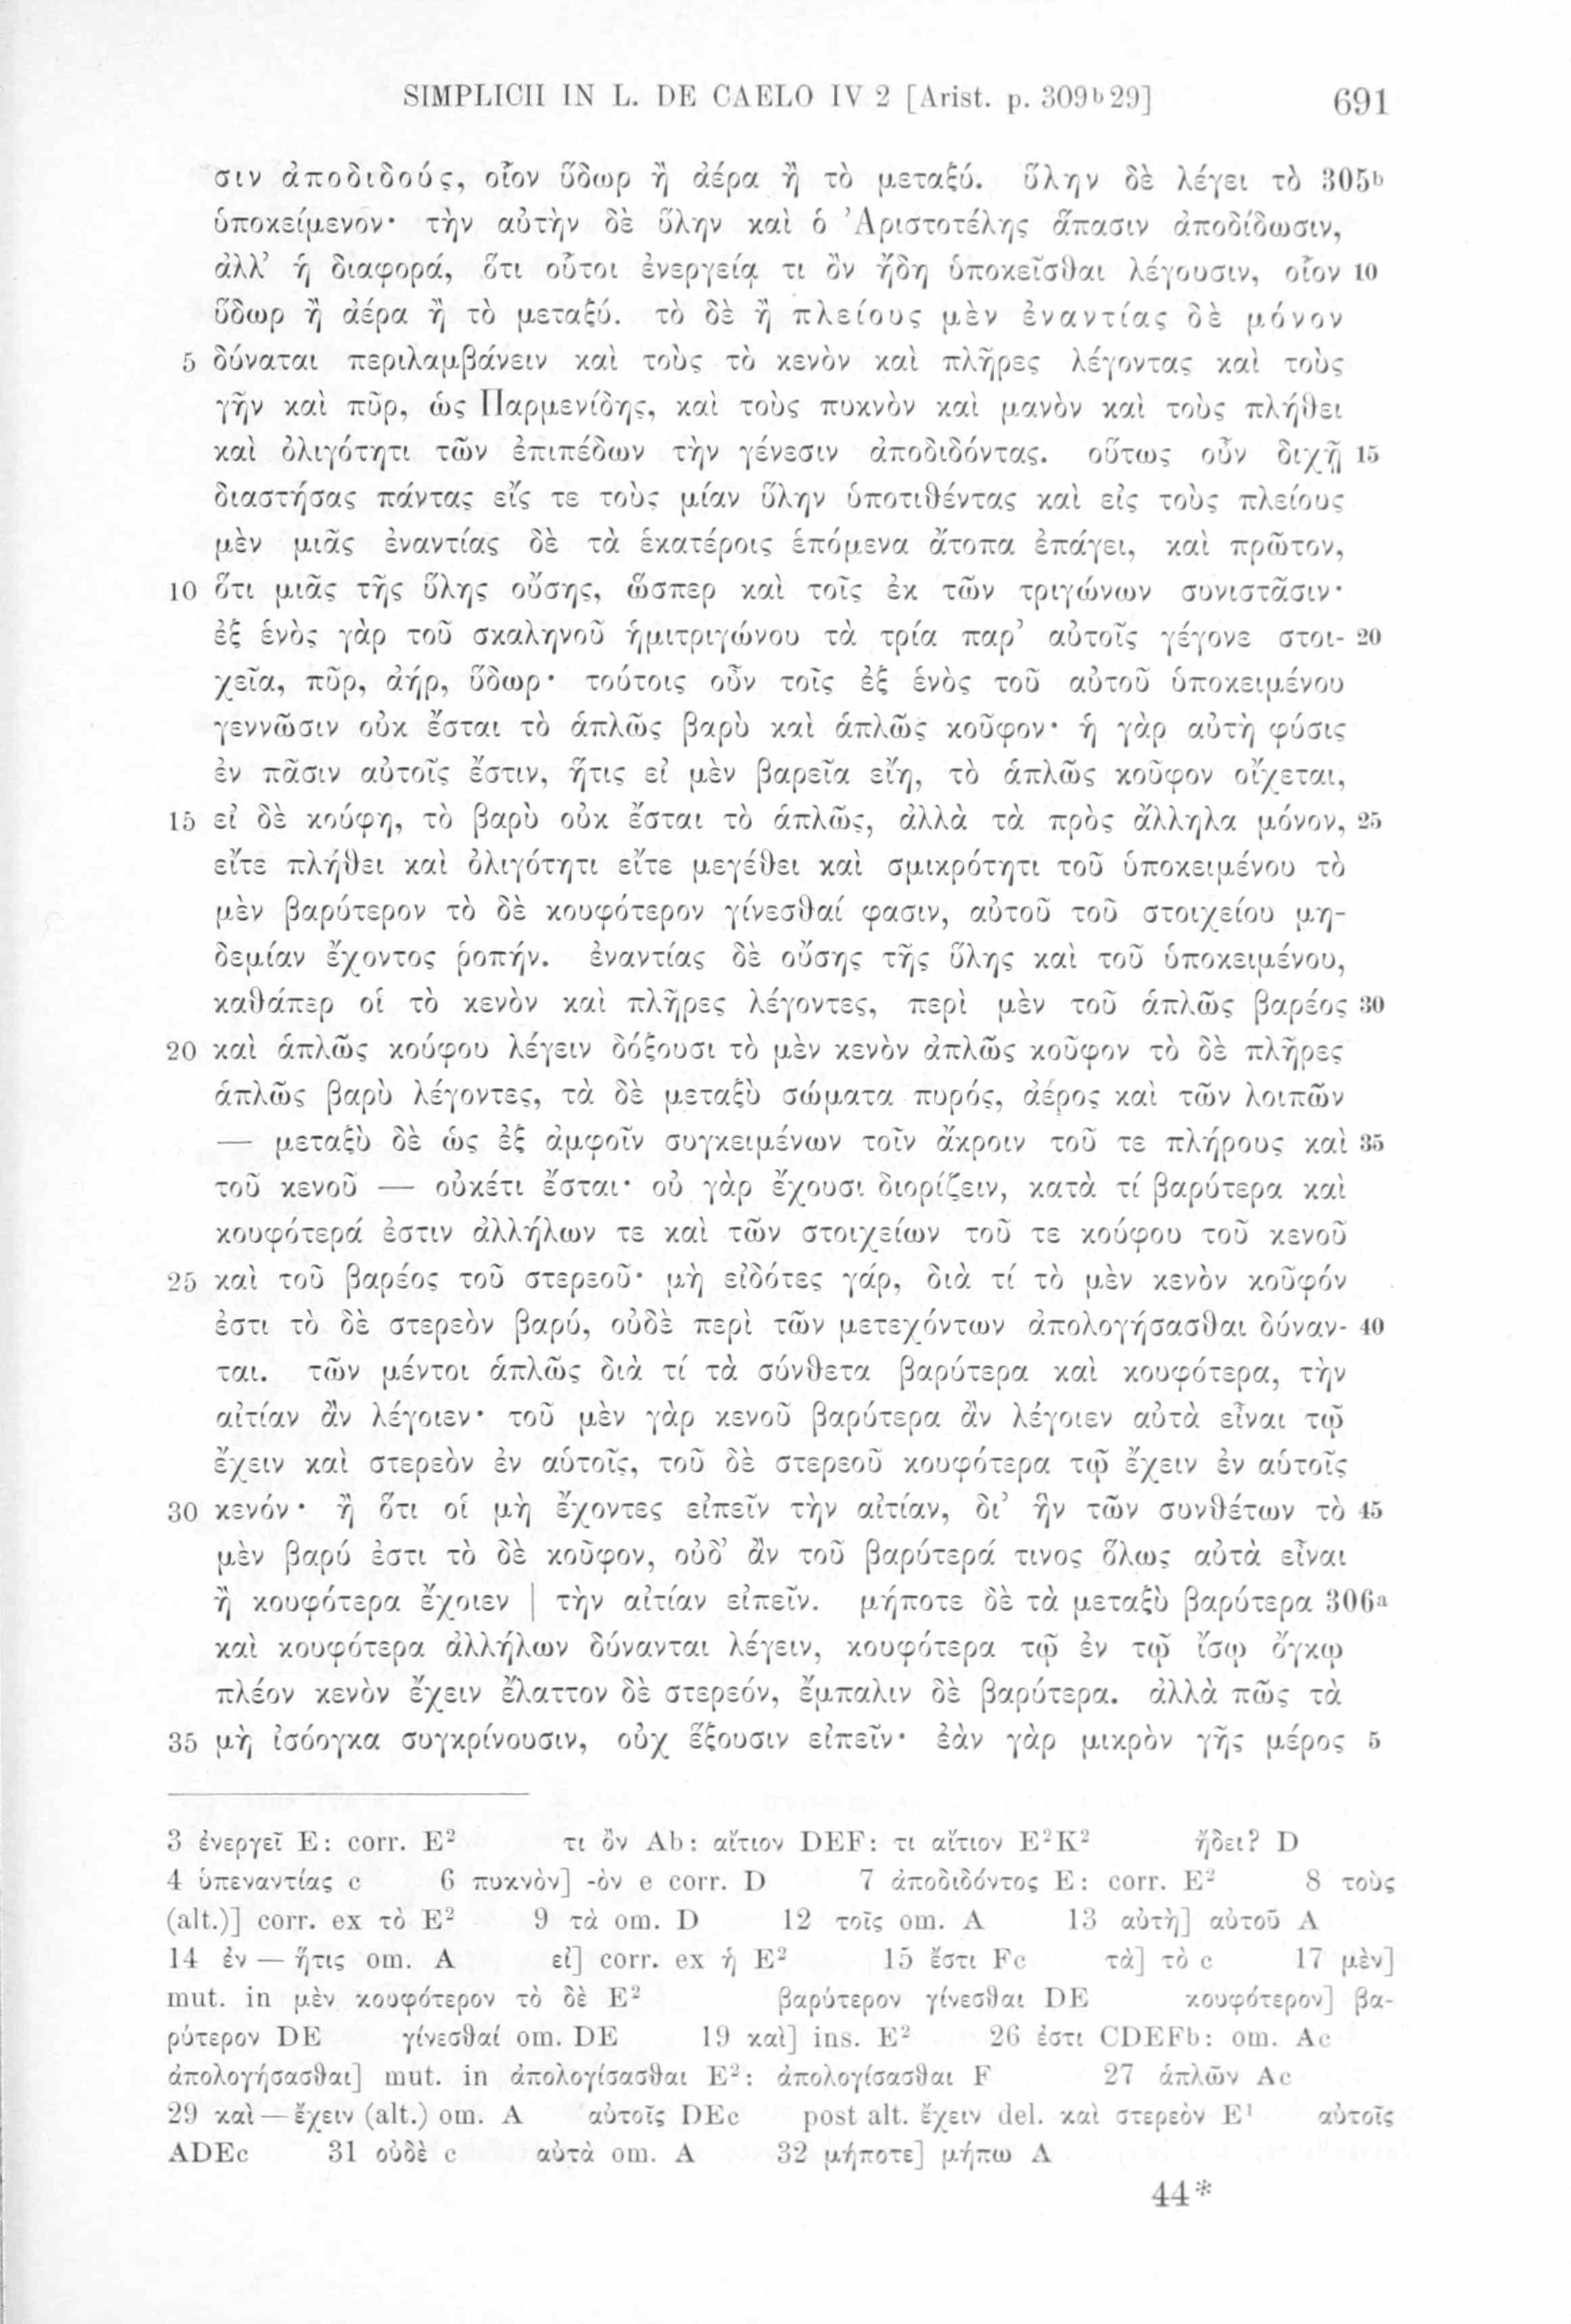 SIMPLICII IN L. DE CAELO IV 2 [Arist. p. 309ᵇ29] 691
σιν ἀποδιδούς, οἷον ὕδωρ ἢ ἀέρα ἢ τὸ μεταξύ. ὕλην δὲ λέγει τὸ 305ᵇ
ὑποκείμενον· τὴν αὐτὴν δὲ ὕλην καὶ ὁ Ἀριστοτέλης ἅπασιν ἀποδίδωσιν,
ἀλλ’ ἡ διαφορά, ὅτι οὗτοι ἐνεργείᾳ τι ὂν ἤδη ὑποκεῖσθαι λέγουσιν, οἷον 10
ὕδωρ ἢ ἀέρα ἢ τὸ μεταξύ. τὸ δὲ ἢ πλείους μὲν ἐναντίας δὲ μόνον
5 δύναται περιλαμβάνειν καὶ τοὺς τὸ κενὸν καὶ πλῆρες λέγοντας καὶ τοὺς
γῆν καὶ πῦρ, ὡς Παρμενίδης, καὶ τοὺς πυκνὸν καὶ μανὸν καὶ τοὺς πλήθει
καὶ ὀλιγότητι τῶν ἐπιπέδων τὴν γένεσιν ἀποδιδόντας. οὕτως οὖν διχῇ 15
διαστήσας πάντας εἴς τε τοὺς μίαν ὕλην ὑποτιθέντας καὶ εἰς τοὺς πλείους
μὲν μιᾶς ἐναντίας δὲ τὰ ἑκατέροις ἑπόμενα ἄτοπα ἐπάγει, καὶ πρῶτον,
10 ὅτι μιᾶς τῆς ὕλης οὔσης, ὥσπερ καὶ τοῖς ἐκ τῶν τριγώνων συνιστᾶσιν·
ἐξ ἑνὸς γὰρ τοῦ σκαληνοῦ ἡμιτριγώνου τὰ τρία παρ’ αὐτοῖς γέγονε στοι- 20
χεῖα, πῦρ, ἀήρ, ὕδωρ· τούτοις οὖν τοῖς ἐξ ἑνὸς τοῦ αὐτοῦ ὑποκειμένου
γεννῶσιν οὐκ ἔσται τὸ ἁπλῶς βαρὺ καὶ ἁπλῶς κοῦφον· ἡ γὰρ αὐτὴ φύσις
ἐν πᾶσιν αὐτοῖς ἔστιν, ἥτις εἰ μὲν βαρεῖα εἴη, τὸ ἁπλῶς κοῦφον οἴχεται,
15 εἰ δὲ κούφη, τὸ βαρὺ οὐκ ἔσται τὸ ἁπλῶς, ἀλλὰ τὰ πρὸς ἄλληλα μόνον, 25
εἴτε πλήθει καὶ ὀλιγότητι εἴτε μεγέθει καὶ σμικρότητι τοῦ ὑποκειμένου τὸ
μὲν βαρύτερον τὸ δὲ κουφότερον γίνεσθαί φασιν, αὐτοῦ τοῦ στοιχείου μη-
δεμίαν ἔχοντος ῥοπήν. ἐναντίας δὲ οὔσης τῆς ὕλης καὶ τοῦ ὑποκειμένου,
καθάπερ οἱ τὸ κενὸν καὶ πλῆρες λέγοντες, περὶ μὲν τοῦ ἁπλῶς βαρέος 30
20 καὶ ἁπλῶς κούφου λέγειν δόξουσι τὸ μὲν κενὸν ἁπλῶς κοῦφον τὸ δὲ πλῆρες
ἁπλῶς βαρὺ λέγοντες, τὰ δὲ μεταξὺ σώματα πυρός, ἀέρος καὶ τῶν λοιπῶν
— μεταξὺ δὲ ὡς ἐξ ἀμφοῖν συγκειμένων τοῖν ἄκροιν τοῦ τε πλήρους καὶ 35
τοῦ κενοῦ — οὐκέτι ἔσται· οὐ γὰρ ἔχουσι διορίζειν, κατὰ τί βαρύτερα καὶ
κουφότερά ἐστιν ἀλλήλων τε καὶ τῶν στοιχείων τοῦ τε κούφου τοῦ κενοῦ
25 καὶ τοῦ βαρέος τοῦ στερεοῦ· μὴ εἰδότες γάρ, διὰ τί τὸ μὲν κενὸν κοῦφόν
ἐστι τὸ δὲ στερεὸν βαρύ, οὐδὲ περὶ τῶν μετεχόντων ἀπολογήσασθαι δύναν- 40
ται. τῶν μέντοι ἁπλῶς διὰ τί τὰ σύνθετα βαρύτερα καὶ κουφότερα, τὴν
αἰτίαν ἂν λέγοιεν· τοῦ μὲν γὰρ κενοῦ βαρύτερα ἂν λέγοιεν αὐτὰ εἶναι τῷ
ἔχειν καὶ στερεὸν ἐν αὑτοῖς, τοῦ δὲ στερεοῦ κουφότερα τῷ ἔχειν ἐν αὑτοῖς
30 κενόν· ἢ ὅτι οἱ μὴ ἔχοντες εἰπεῖν τὴν αἰτίαν, δι’ ἣν τῶν συνθέτων τὸ 45
μὲν βαρύ ἐστι τὸ δὲ κοῦφον, οὐδ’ ἂν τοῦ βαρύτερά τινος ὅλως αὐτὰ εἶναι
ἢ κουφότερα ἔχοιεν | τὴν αἰτίαν εἰπεῖν. μήποτε δὲ τὰ μεταξὺ βαρύτερα 306ᵃ
καὶ κουφότερα ἀλλήλων δύνανται λέγειν, κουφότερα τῷ ἐν τῷ ἴσῳ ὄγκῳ
πλέον κενὸν ἔχειν ἔλαττον δὲ στερεόν, ἔμπαλιν δὲ βαρύτερα. ἀλλὰ πῶς τὰ
35 μὴ ἰσόογκα συγκρίνουσιν, οὐχ ἕξουσιν εἰπεῖν· ἐὰν γὰρ μικρὸν γῆς μέρος 5
3 ἐνεργεῖ E: corr. E² τι ὂν Ab: αἴτιον DEF: τι αἴτιον E²K² ᾔδει? D
4 ὑπεναντίας c 6 πυκνὸν] -ὸν e corr. D 7 ἀποδιδόντος E: corr. E² 8 τοὺς
(alt.)] corr. ex τὸ E² 9 τὰ om. D 12 τοῖς om. A 13 αὐτὴ] αὐτοῦ A
14 ἐν — ἥτις om. A εἰ] corr. ex ἡ E² 15 ἔστι Fc τὰ] τὸ c 17 μὲν]
mut. in μὲν κουφότερον τὸ δὲ E² βαρύτερον γίνεσθαι DE κουφότερον] βα-
ρύτερον DE γίνεσθαί om. DE 19 καὶ] ins. E² 26 ἐστι CDEFb: om. Ac
ἀπολογήσασθαι] mut. in ἀπολογίσασθαι E²: ἀπολογίσασθαι F 27 ἁπλῶν Ac
29 καὶ — ἔχειν (alt.) om. A αὐτοῖς DEc post alt. ἔχειν del. καὶ στερεὸν E¹ αὐτοῖς
ADEc 31 οὐδὲ c αὐτὰ om. A 32 μήποτε] μήπω A
44*